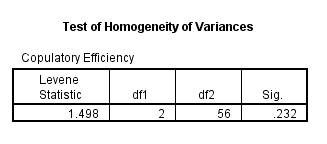 Test of Homogeneity of Variances
Copulatory Efficiency
Levene
Statistic df1 df2 Sig.
1.498 2 56 .232